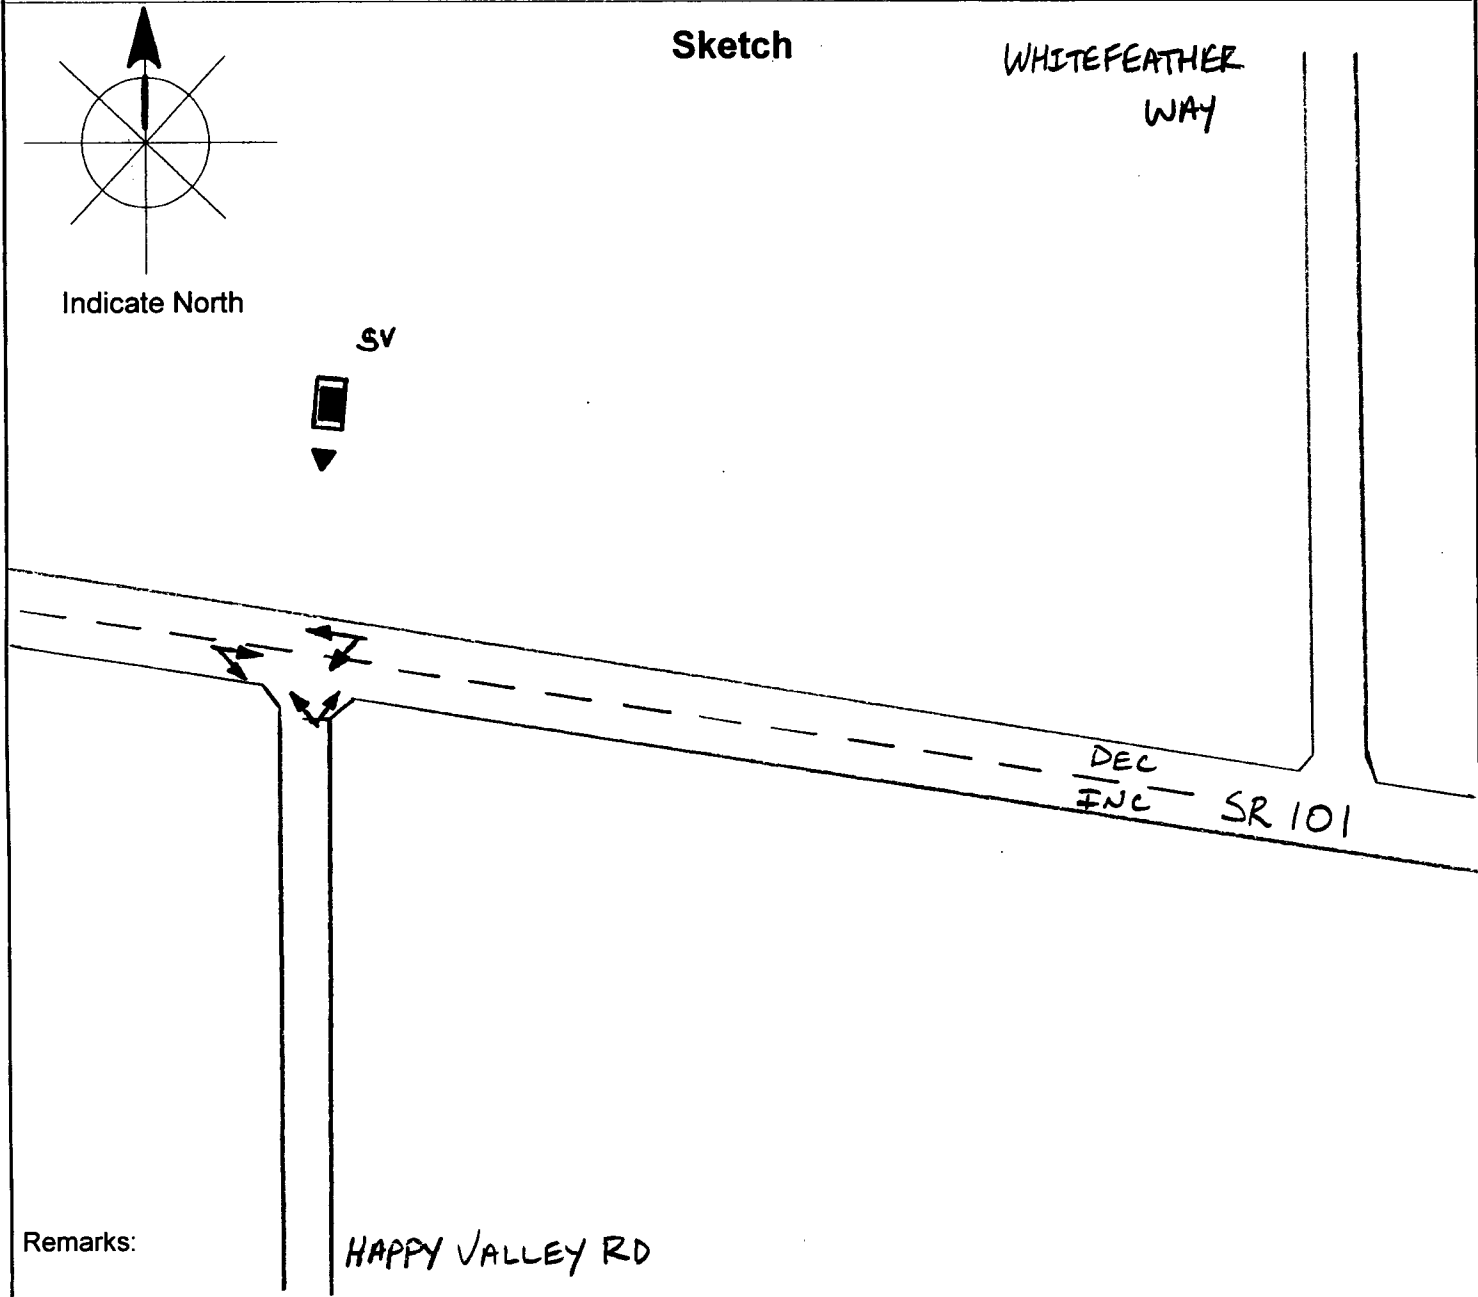 Sketch
WHITEFEATHER
WAY
Indicate North
SV
DEC
INC
SR 101
Remarks:
HAPPY VALLEY RD